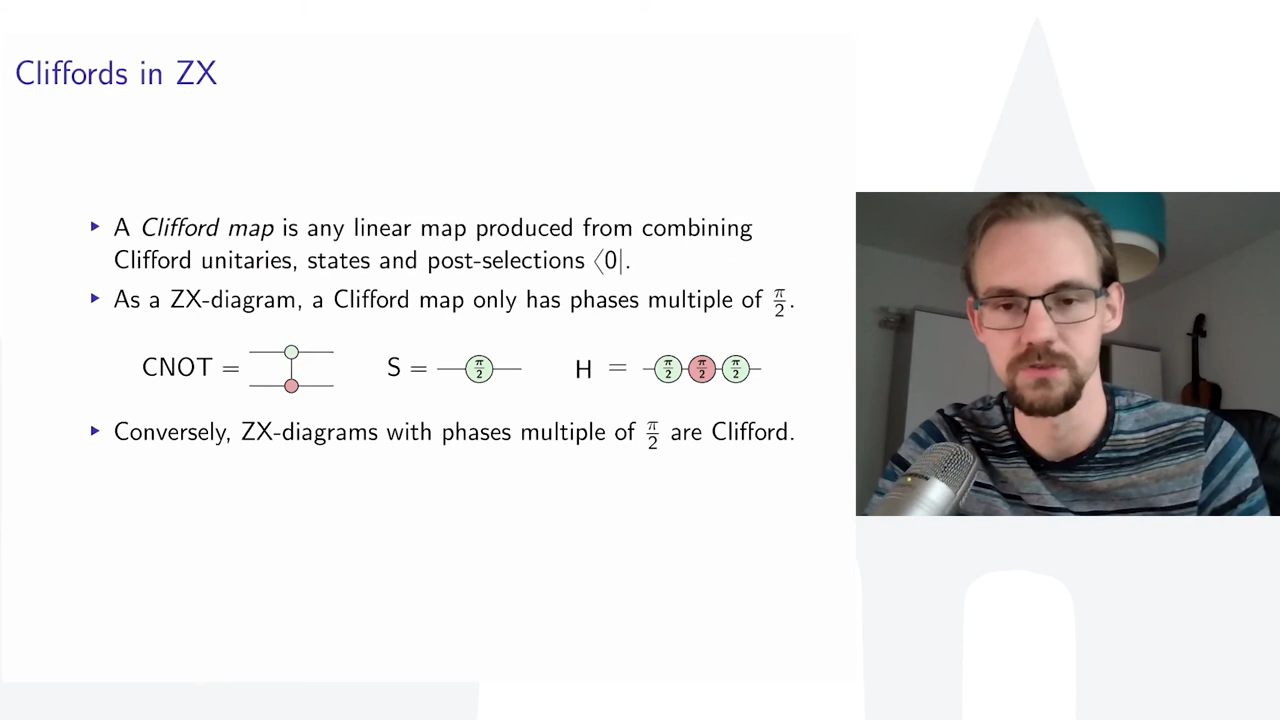 Cliffords in ZX
▸ A Clifford map is any linear map produced from combining
Clifford unitaries, states and post-selections ⟨0|.
▸ As a ZX-diagram, a Clifford map only has phases multiple of π/2.
CNOT = S = π/2 H = π/2 π/2 π/2
▸ Conversely, ZX-diagrams with phases multiple of π/2 are Clifford.